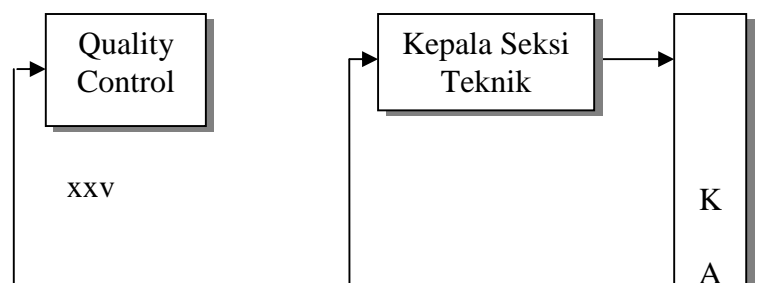 Quality
Control
Kepala Seksi
Teknik
xxv
K
A